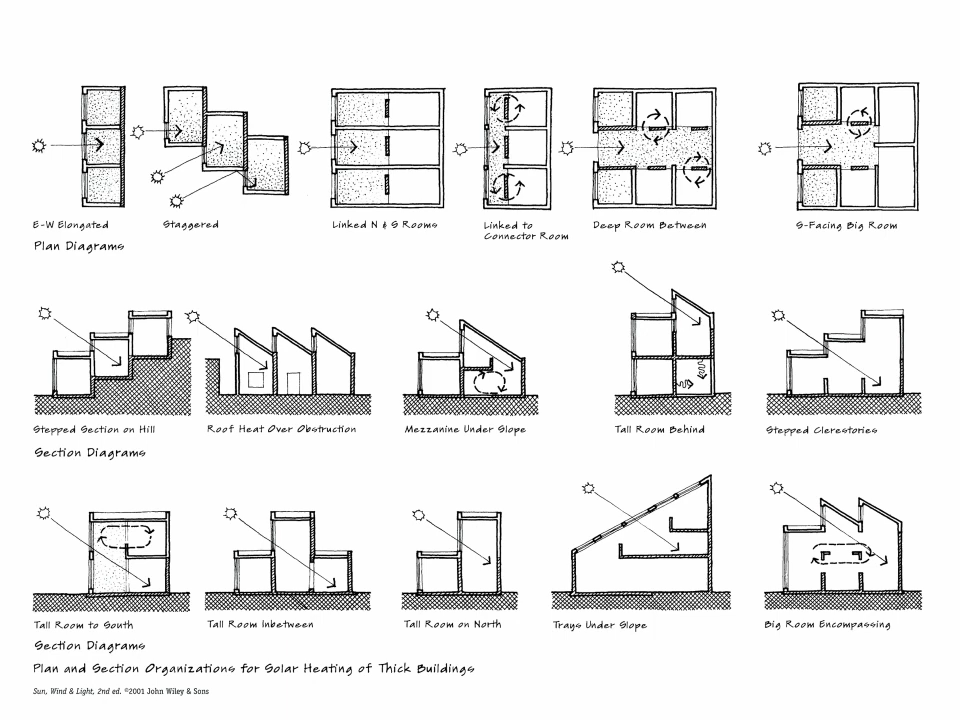 E-W Elongated
Staggered
Linked N & S Rooms
Linked to
Connector Room
Deep Room Between
S-Facing Big Room
Plan Diagrams
Stepped Section on Hill
Roof Heat Over Obstruction
Mezzanine Under Slope
Tall Room Behind
Stepped Clerestories
Section Diagrams
Tall Room to South
Tall Room Inbetween
Tall Room on North
Trays Under Slope
Big Room Encompassing
Section Diagrams
Plan and Section Organizations for Solar Heating of Thick Buildings
Sun, Wind & Light, 2nd ed. ©2001 John Wiley & Sons